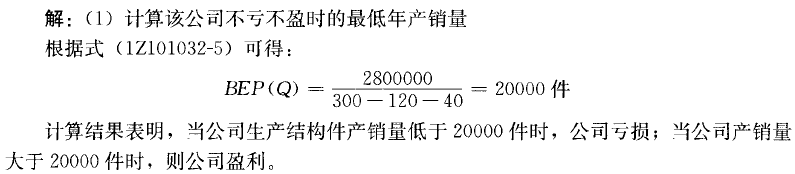 解：（1）计算该公司不亏不盈时的最低年产销量
根据式（1Z101032-5）可得：
BEP(Q) = 2800000 / (300－120－40) = 20000 件
计算结果表明，当公司生产结构件产销量低于 20000 件时，公司亏损；当公司产销量
大于 20000 件时，则公司盈利。